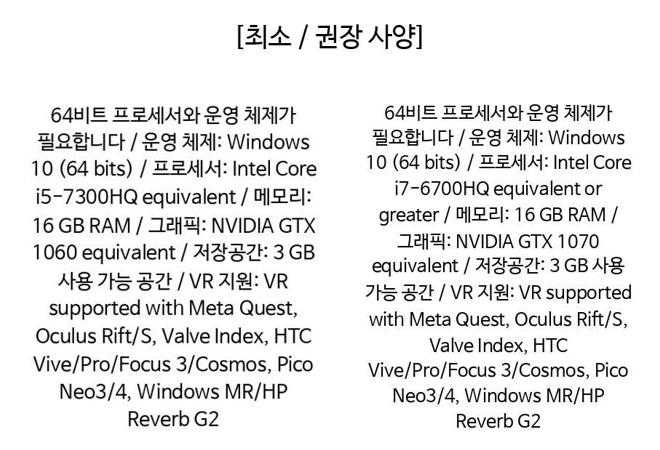 [최소 / 권장 사양]
64비트 프로세서와 운영 체제가
필요합니다 / 운영 체제: Windows
10 (64 bits) / 프로세서: Intel Core
i5-7300HQ equivalent / 메모리:
16 GB RAM / 그래픽: NVIDIA GTX
1060 equivalent / 저장공간: 3 GB
사용 가능 공간 / VR 지원: VR
supported with Meta Quest,
Oculus Rift/S, Valve Index, HTC
Vive/Pro/Focus 3/Cosmos, Pico
Neo3/4, Windows MR/HP
Reverb G2
64비트 프로세서와 운영 체제가
필요합니다 / 운영 체제: Windows
10 (64 bits) / 프로세서: Intel Core
i7-6700HQ equivalent or
greater / 메모리: 16 GB RAM /
그래픽: NVIDIA GTX 1070
equivalent / 저장공간: 3 GB 사용
가능 공간 / VR 지원: VR supported
with Meta Quest, Oculus Rift/S,
Valve Index, HTC
Vive/Pro/Focus 3/Cosmos, Pico
Neo3/4, Windows MR/HP
Reverb G2